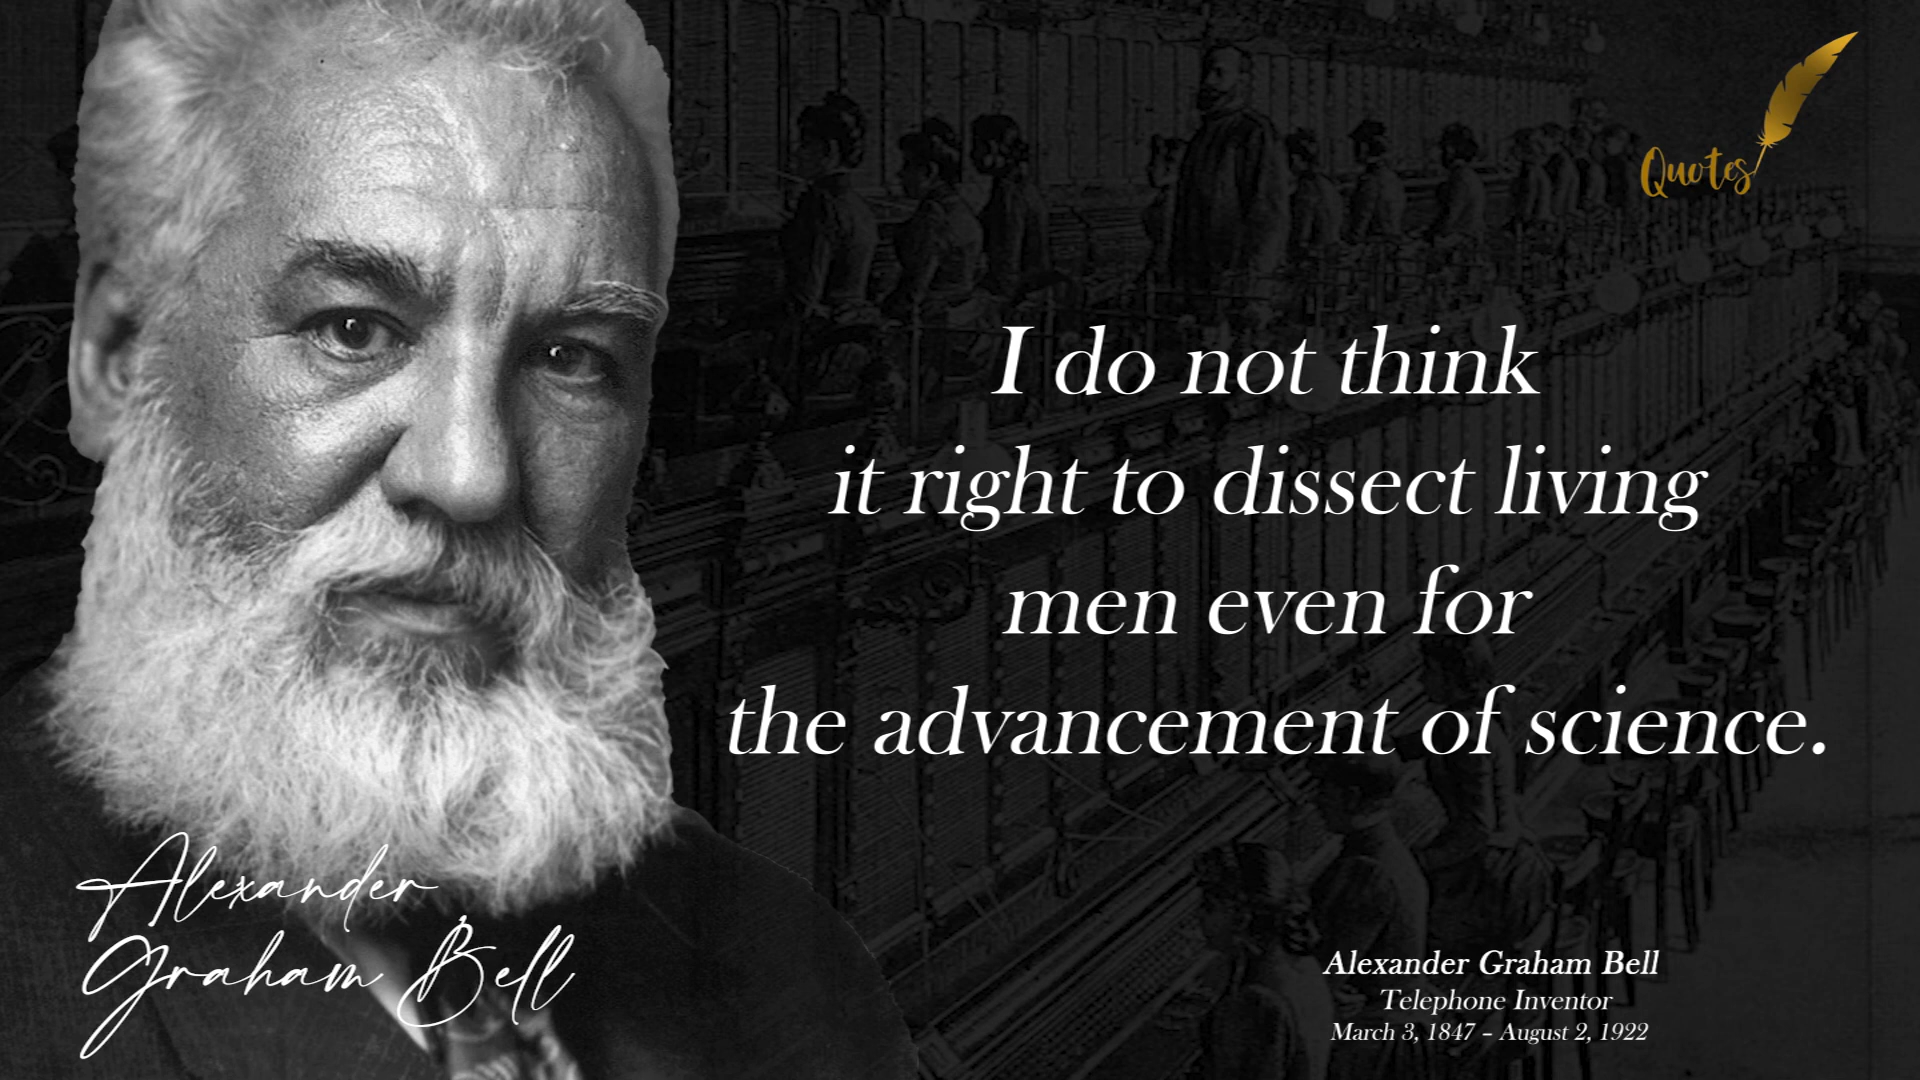 Quotes
I do not think
it right to dissect living
men even for
the advancement of science.
Alexander
Graham Bell
Alexander Graham Bell
Telephone Inventor
March 3, 1847 – August 2, 1922